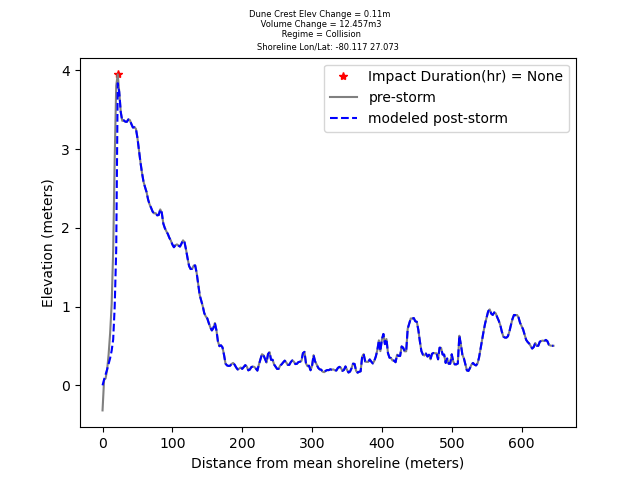 Dune Crest Elev Change = 0.11m
Volume Change = 12.457m3
Regime = Collision
Shoreline Lon/Lat: -80.117 27.073
Impact Duration(hr) = None
pre-storm
modeled post-storm
Elevation (meters)
4
3
2
1
0
0 100 200 300 400 500 600
Distance from mean shoreline (meters)